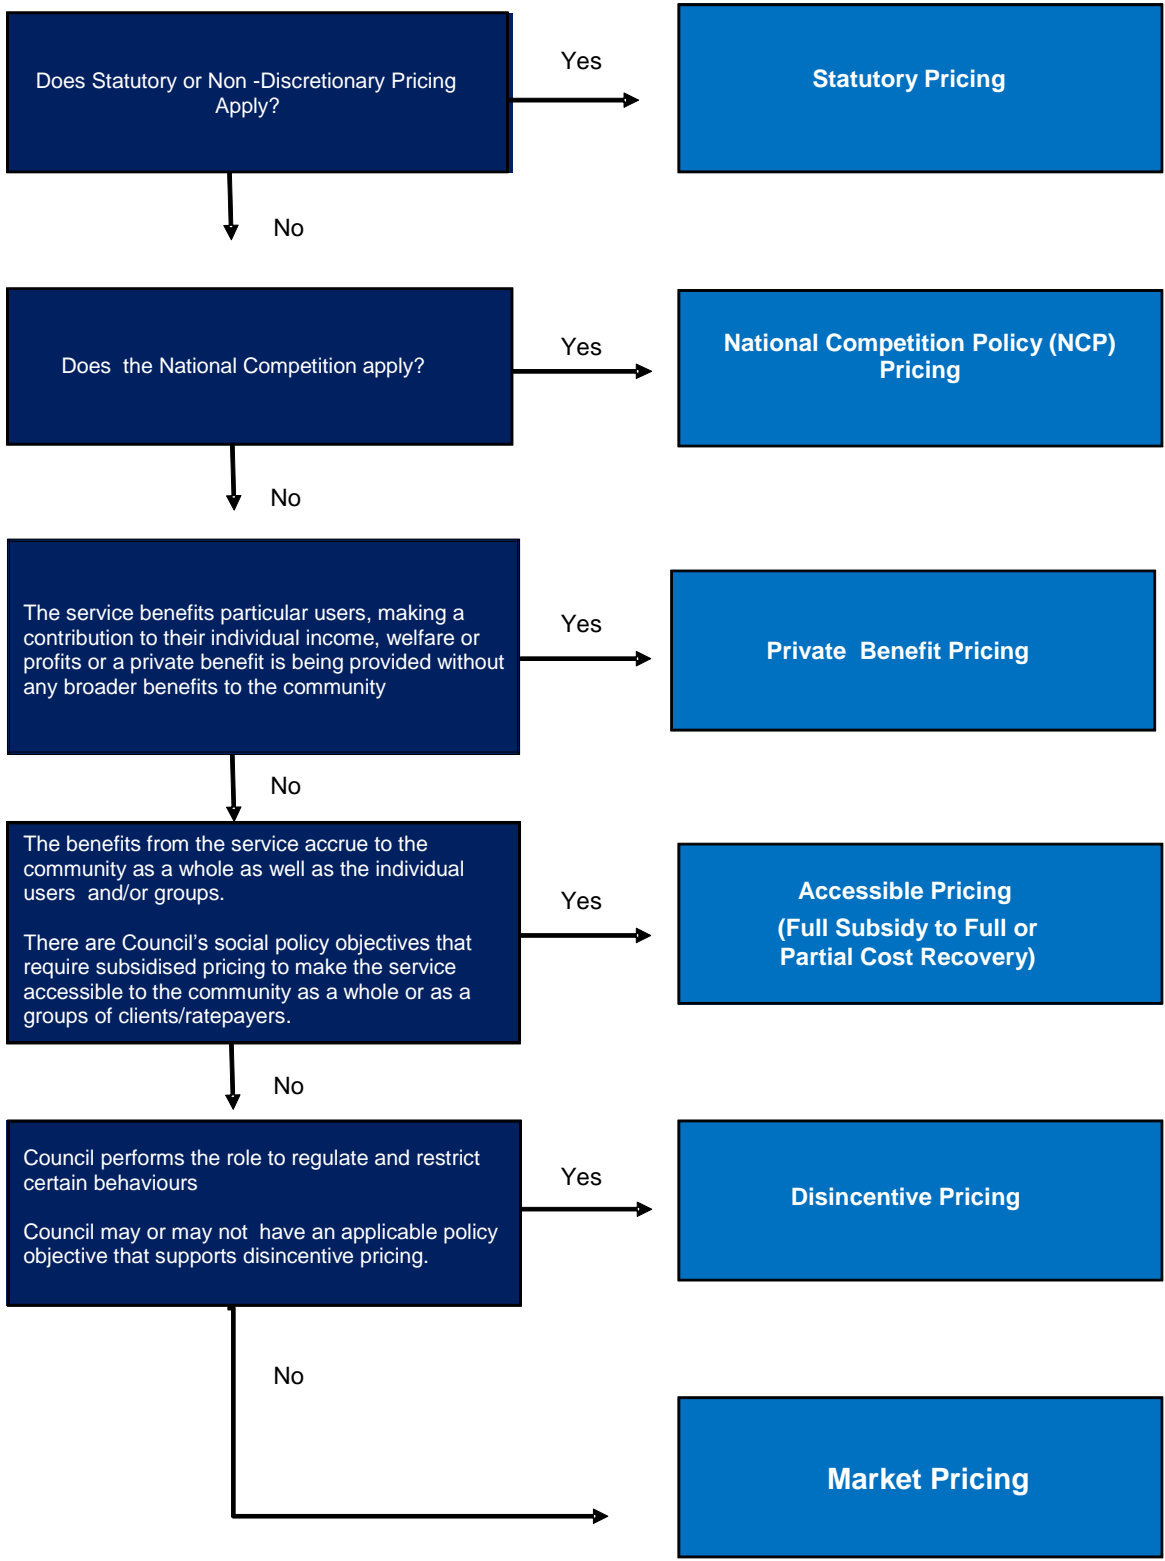 Does Statutory or Non -Discretionary Pricing
Apply?
Yes
Statutory Pricing
No
Does  the National Competition apply?
Yes
National Competition Policy (NCP)
Pricing
No
The service benefits particular users, making a
contribution to their individual income, welfare or
profits or a private benefit is being provided without
any broader benefits to the community
Yes
Private  Benefit Pricing
No
The benefits from the service accrue to the
community as a whole as well as the individual
users  and/or groups.
There are Council’s social policy objectives that
require subsidised pricing to make the service
accessible to the community as a whole or as a
groups of clients/ratepayers.
Yes
Accessible Pricing
(Full Subsidy to Full or
Partial Cost Recovery)
No
Council performs the role to regulate and restrict
certain behaviours
Council may or may not  have an applicable policy
objective that supports disincentive pricing.
Yes
Disincentive Pricing
No
Market Pricing